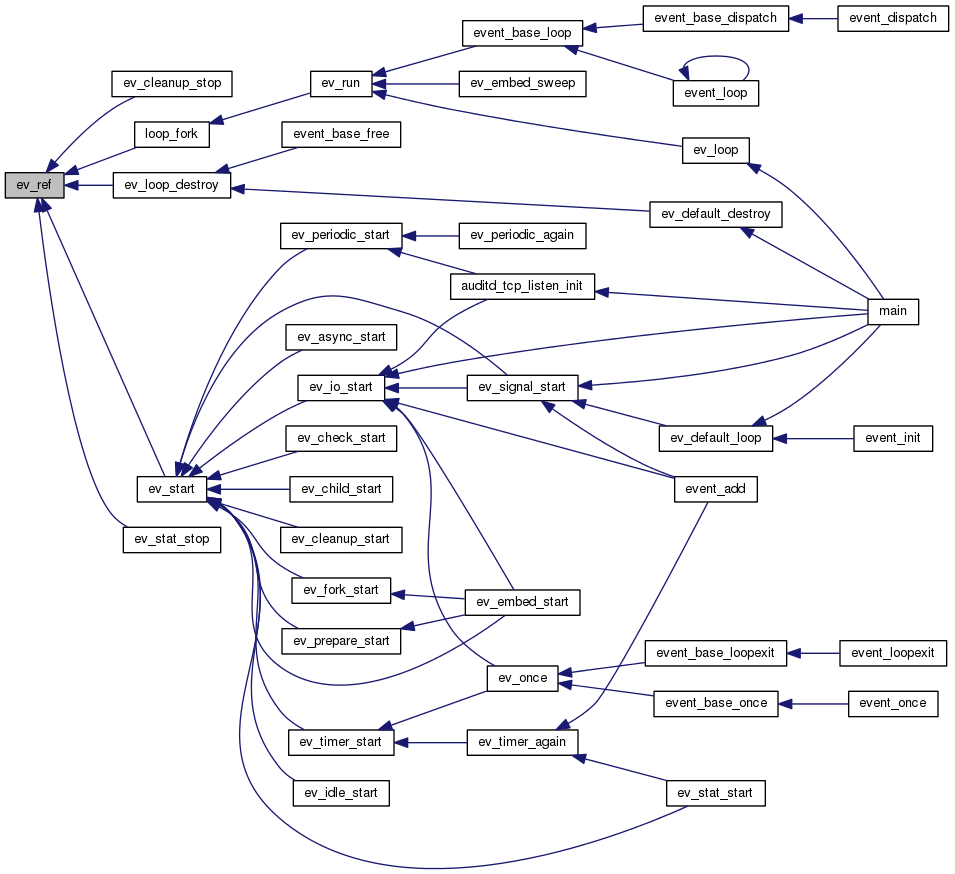 event_base_dispatch
event_dispatch
event_base_loop
ev_cleanup_stop
ev_run
ev_embed_sweep
event_loop
loop_fork
event_base_free
ev_loop
ev_ref
ev_loop_destroy
ev_default_destroy
ev_periodic_start
ev_periodic_again
auditd_tcp_listen_init
main
ev_async_start
ev_io_start
ev_signal_start
ev_check_start
ev_default_loop
event_init
ev_start
ev_child_start
event_add
ev_stat_stop
ev_cleanup_start
ev_fork_start
ev_embed_start
ev_prepare_start
event_base_loopexit
event_loopexit
ev_once
event_base_once
event_once
ev_timer_start
ev_timer_again
ev_idle_start
ev_stat_start